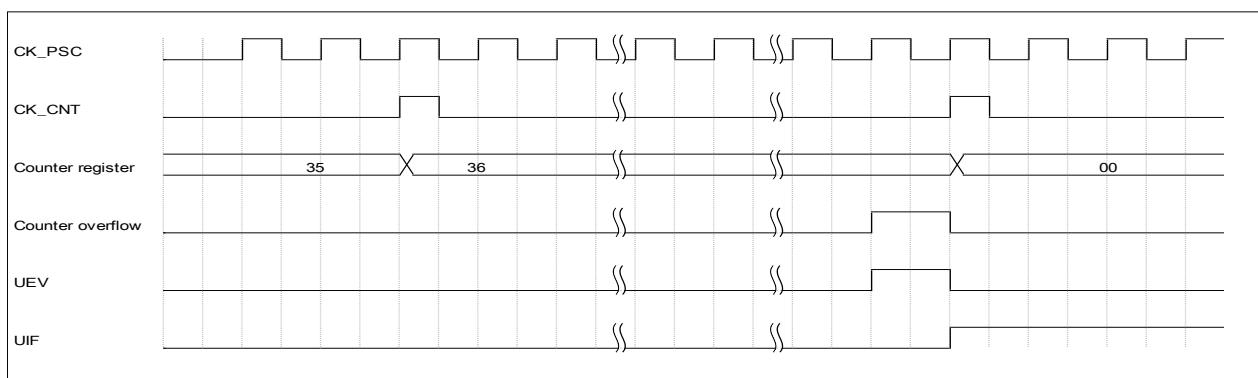 CK_PSC
CK_CNT
Counter register 35 36 00
Counter overflow
UEV
UIF